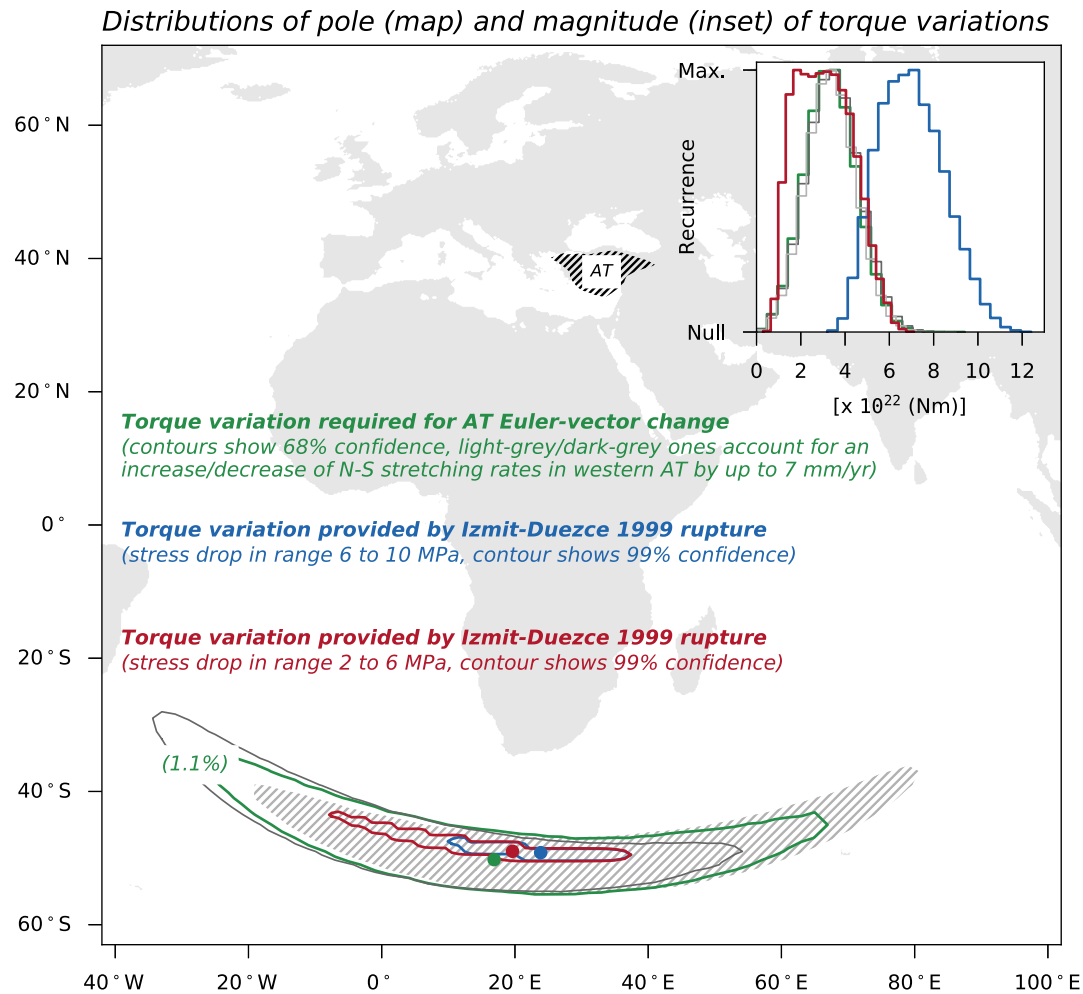 Distributions of pole (map) and magnitude (inset) of torque variations
Max.
Recurrence
Null
0 2 4 6 8 10 12
[x 10²² (Nm)]
60°N
40°N
20°N
0°
20°S
40°S
60°S
AT
Torque variation required for AT Euler-vector change
(contours show 68% confidence, light-grey/dark-grey ones account for an
increase/decrease of N-S stretching rates in western AT by up to 7 mm/yr)
Torque variation provided by Izmit-Duezce 1999 rupture
(stress drop in range 6 to 10 MPa, contour shows 99% confidence)
Torque variation provided by Izmit-Duezce 1999 rupture
(stress drop in range 2 to 6 MPa, contour shows 99% confidence)
(1.1%)
40°W 20°W 0° 20°E 40°E 60°E 80°E 100°E